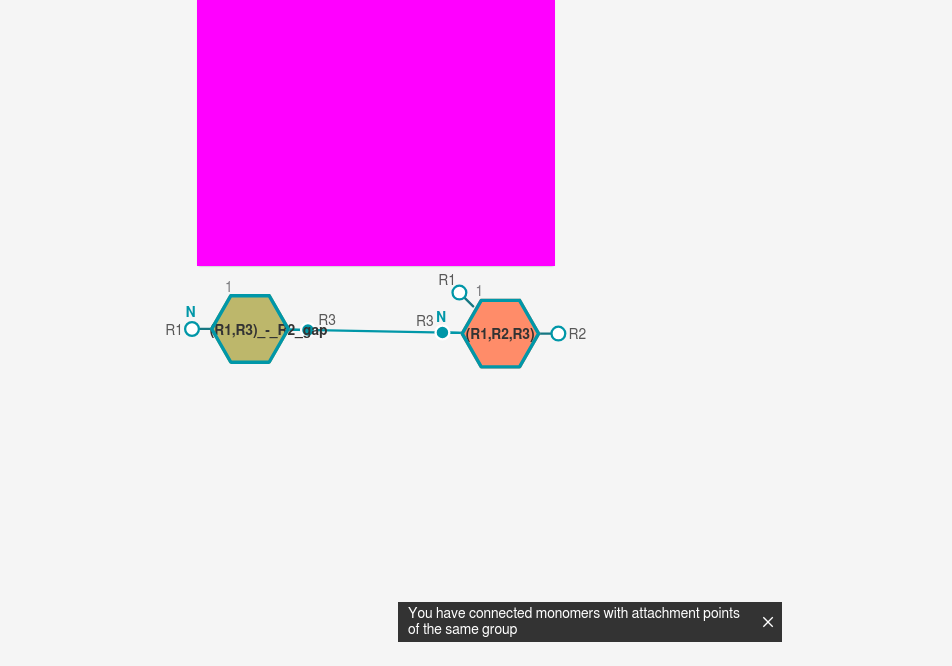 R1
1
1
N
R3
R3
N
R1
(R1,R3)_-_R2_gap
(R1,R2,R3)
R2
You have connected monomers with attachment points
of the same group